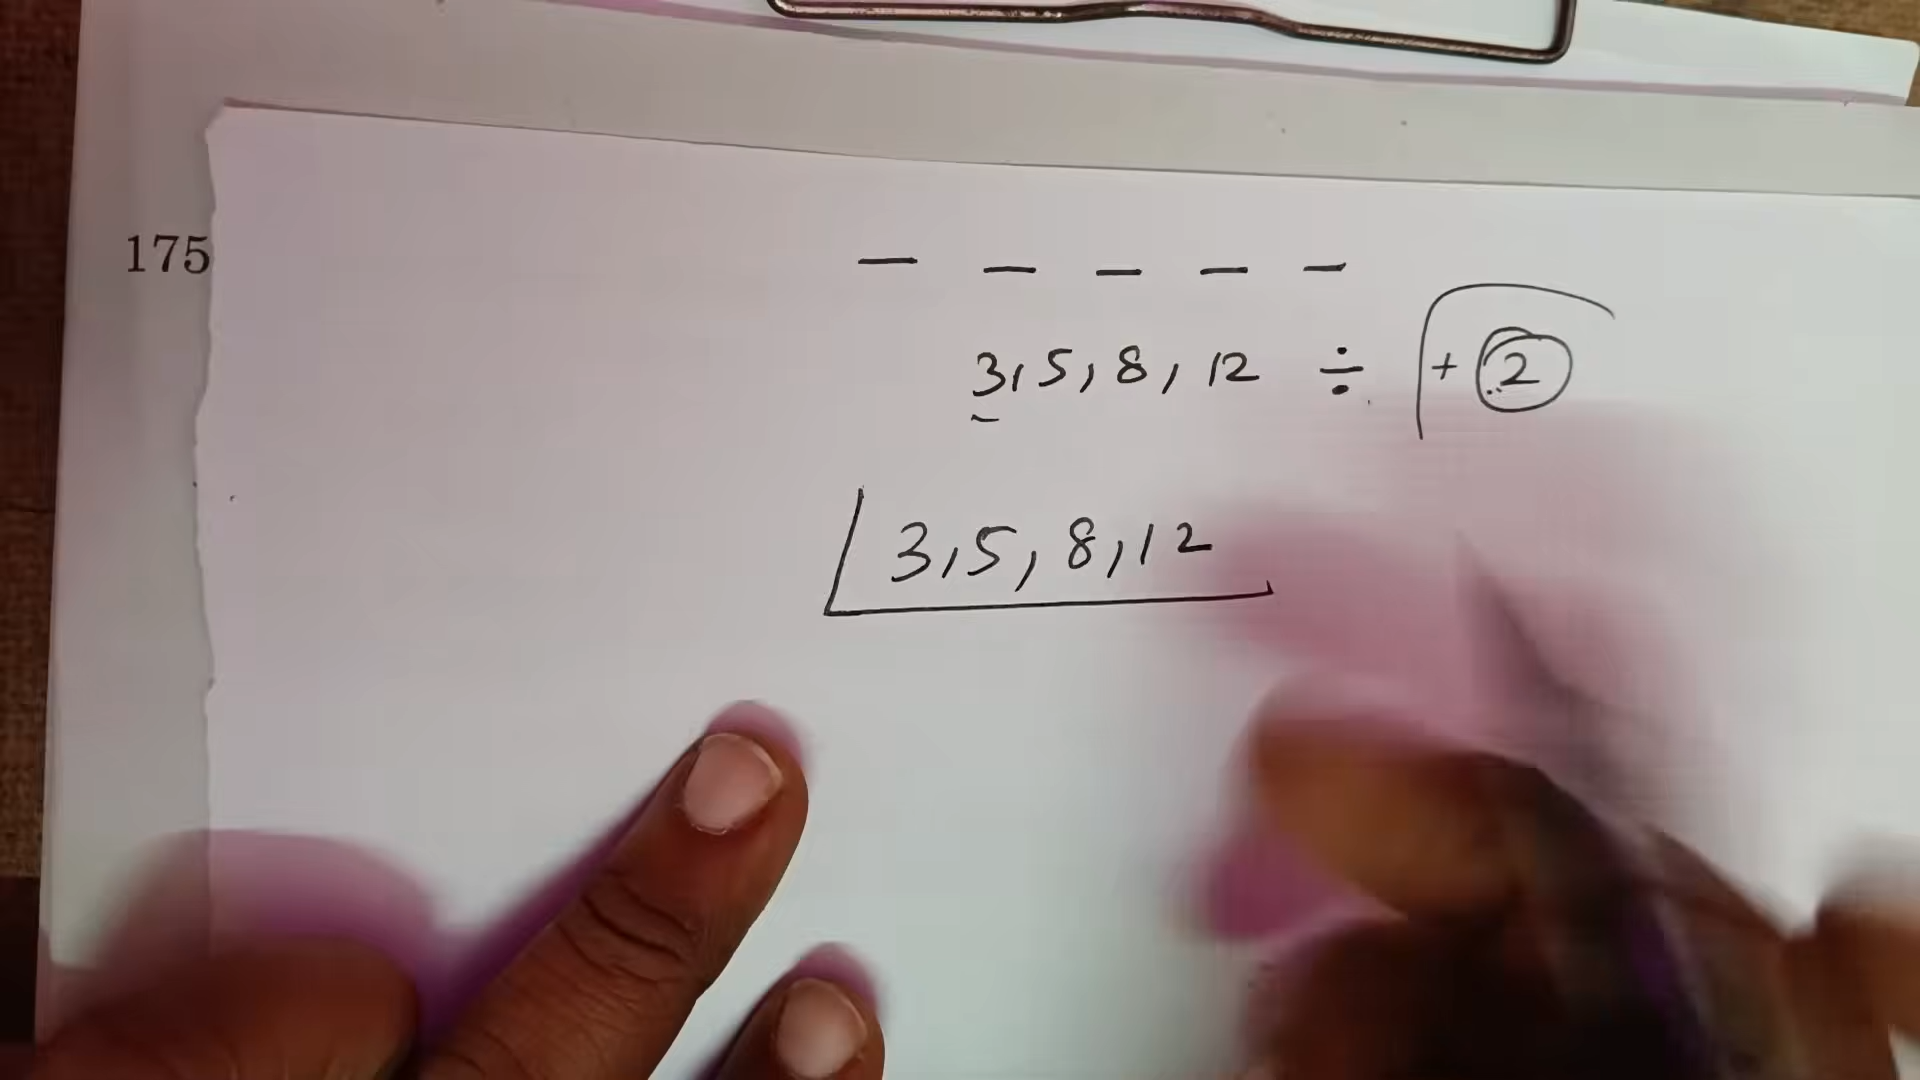 175
_ _ _ _ _
3, 5, 8, 12 ÷ + 2
3, 5, 8, 12